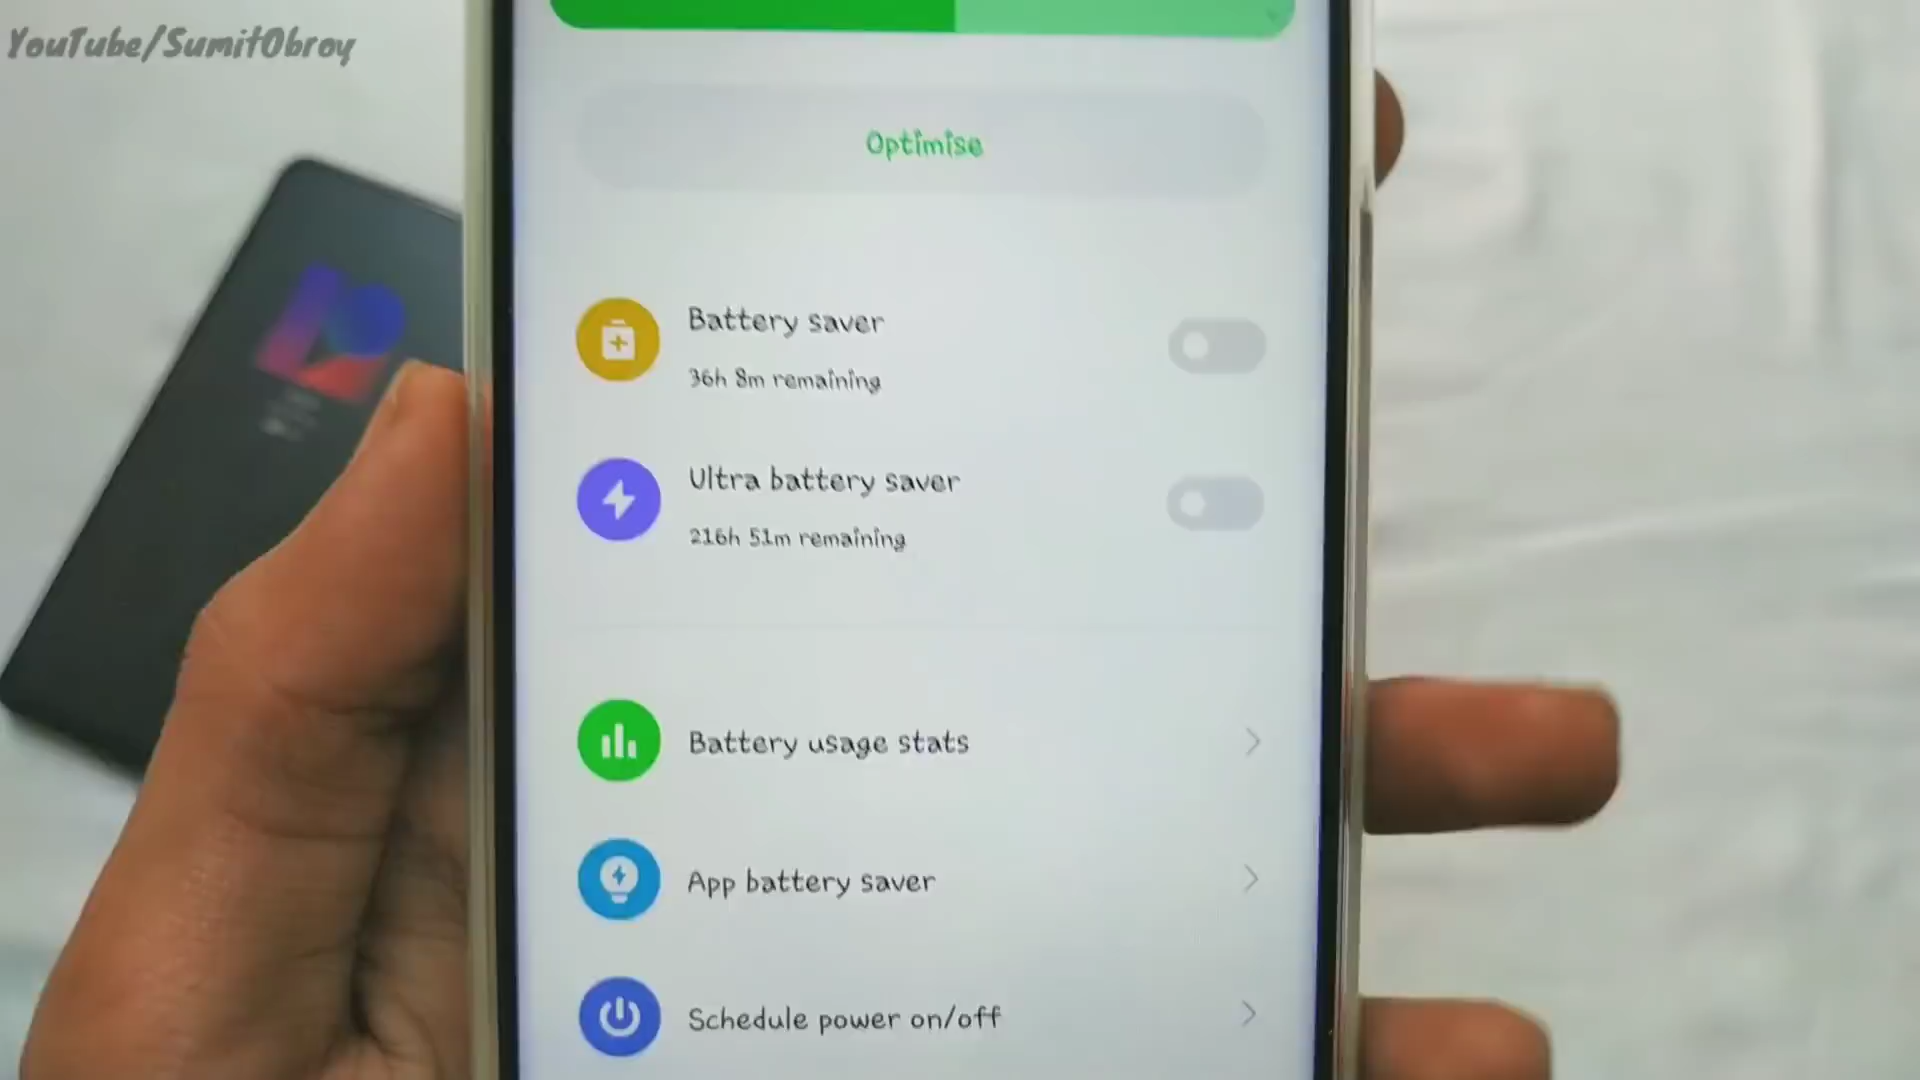 YouTube/SumitObroy
Optimise
Battery saver
36h 8m remaining
Ultra battery saver
216h 51m remaining
Battery usage stats
App battery saver
Schedule power on/off